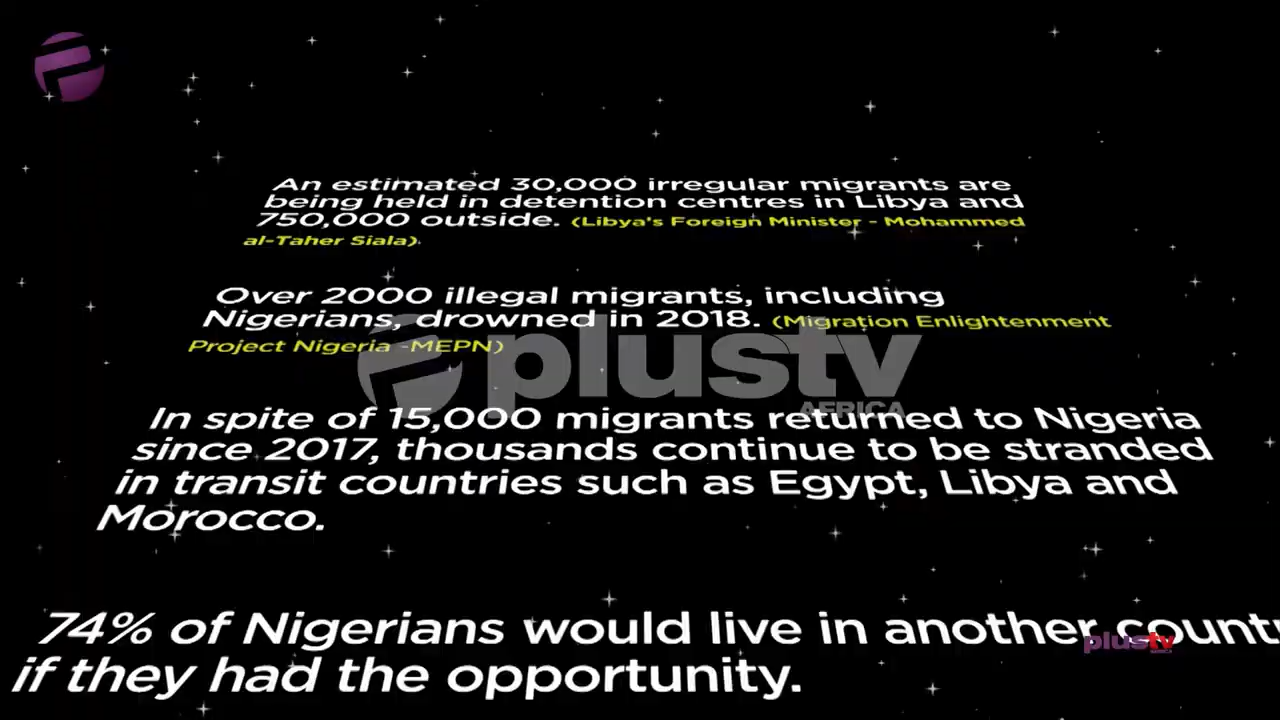 An estimated 30,000 irregular migrants are
being held in detention centres in Libya and
750,000 outside. (Libya's Foreign Minister - Mohammed
al-Taher Siala)
Over 2000 illegal migrants, including
Nigerians, drowned in 2018. (Migration Enlightenment
Project Nigeria -MEPN)
plustv
AFRICA
In spite of 15,000 migrants returned to Nigeria
since 2017, thousands continue to be stranded
in transit countries such as Egypt, Libya and
Morocco.
74% of Nigerians would live in another count
if they had the opportunity.
plustv
AFRICA